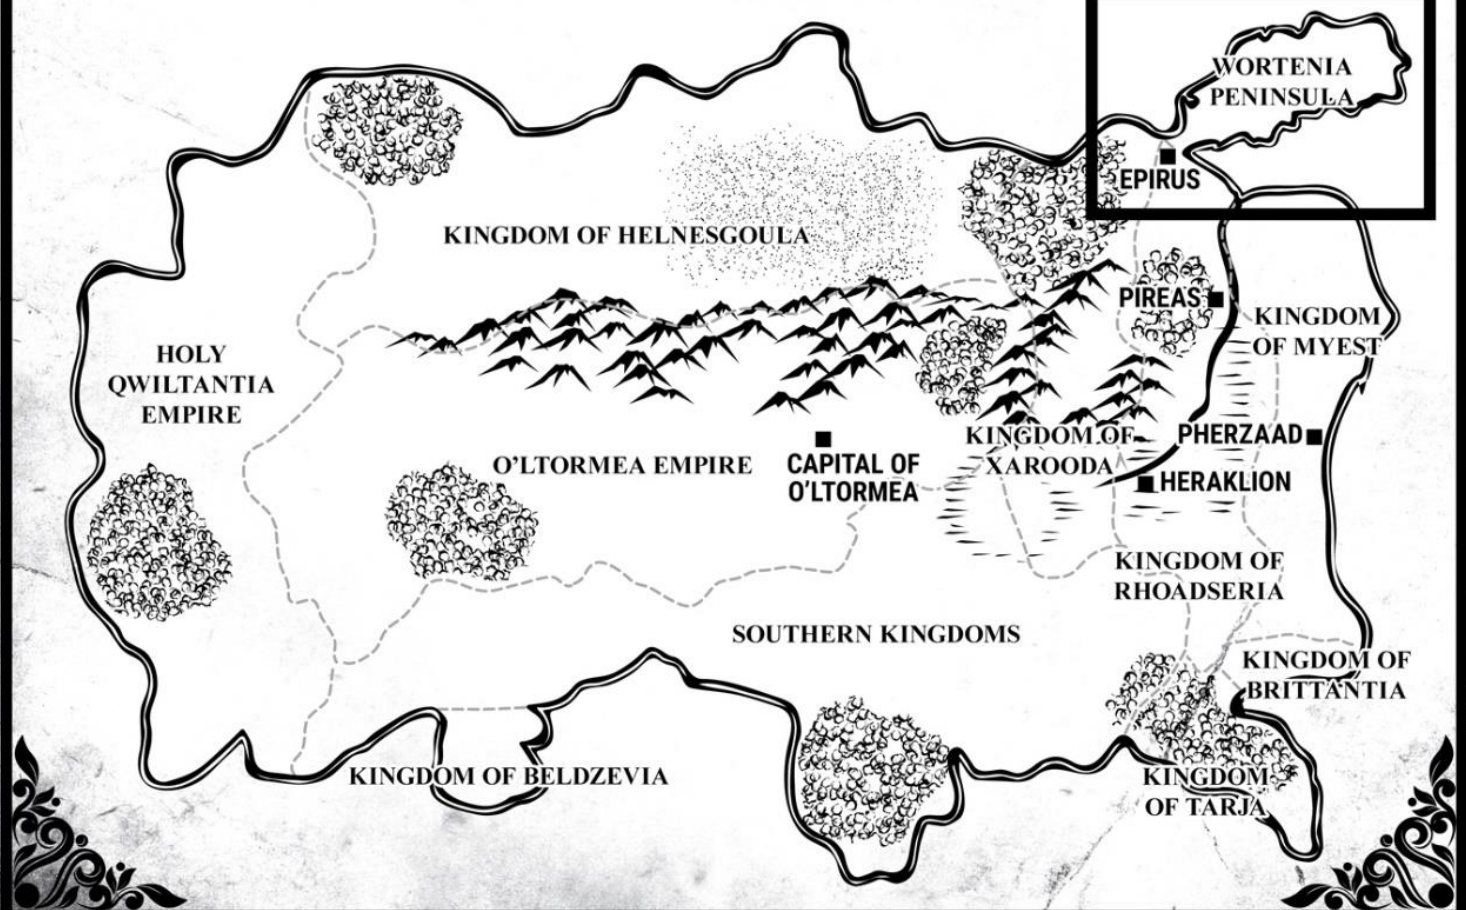 WORTENIA
PENINSULA
EPIRUS
KINGDOM OF HELNESGOULA
PIREAS
KINGDOM
OF MYEST
HOLY
QWILTANTIA
EMPIRE
O'LTORMEA EMPIRE
CAPITAL OF
O'LTORMEA
KINGDOM OF
XAROODA
PHERZAAD
HERAKLION
KINGDOM OF
RHOADSERIA
SOUTHERN KINGDOMS
KINGDOM OF
BRITTANTIA
KINGDOM OF BELDZEVIA
KINGDOM
OF TARJA